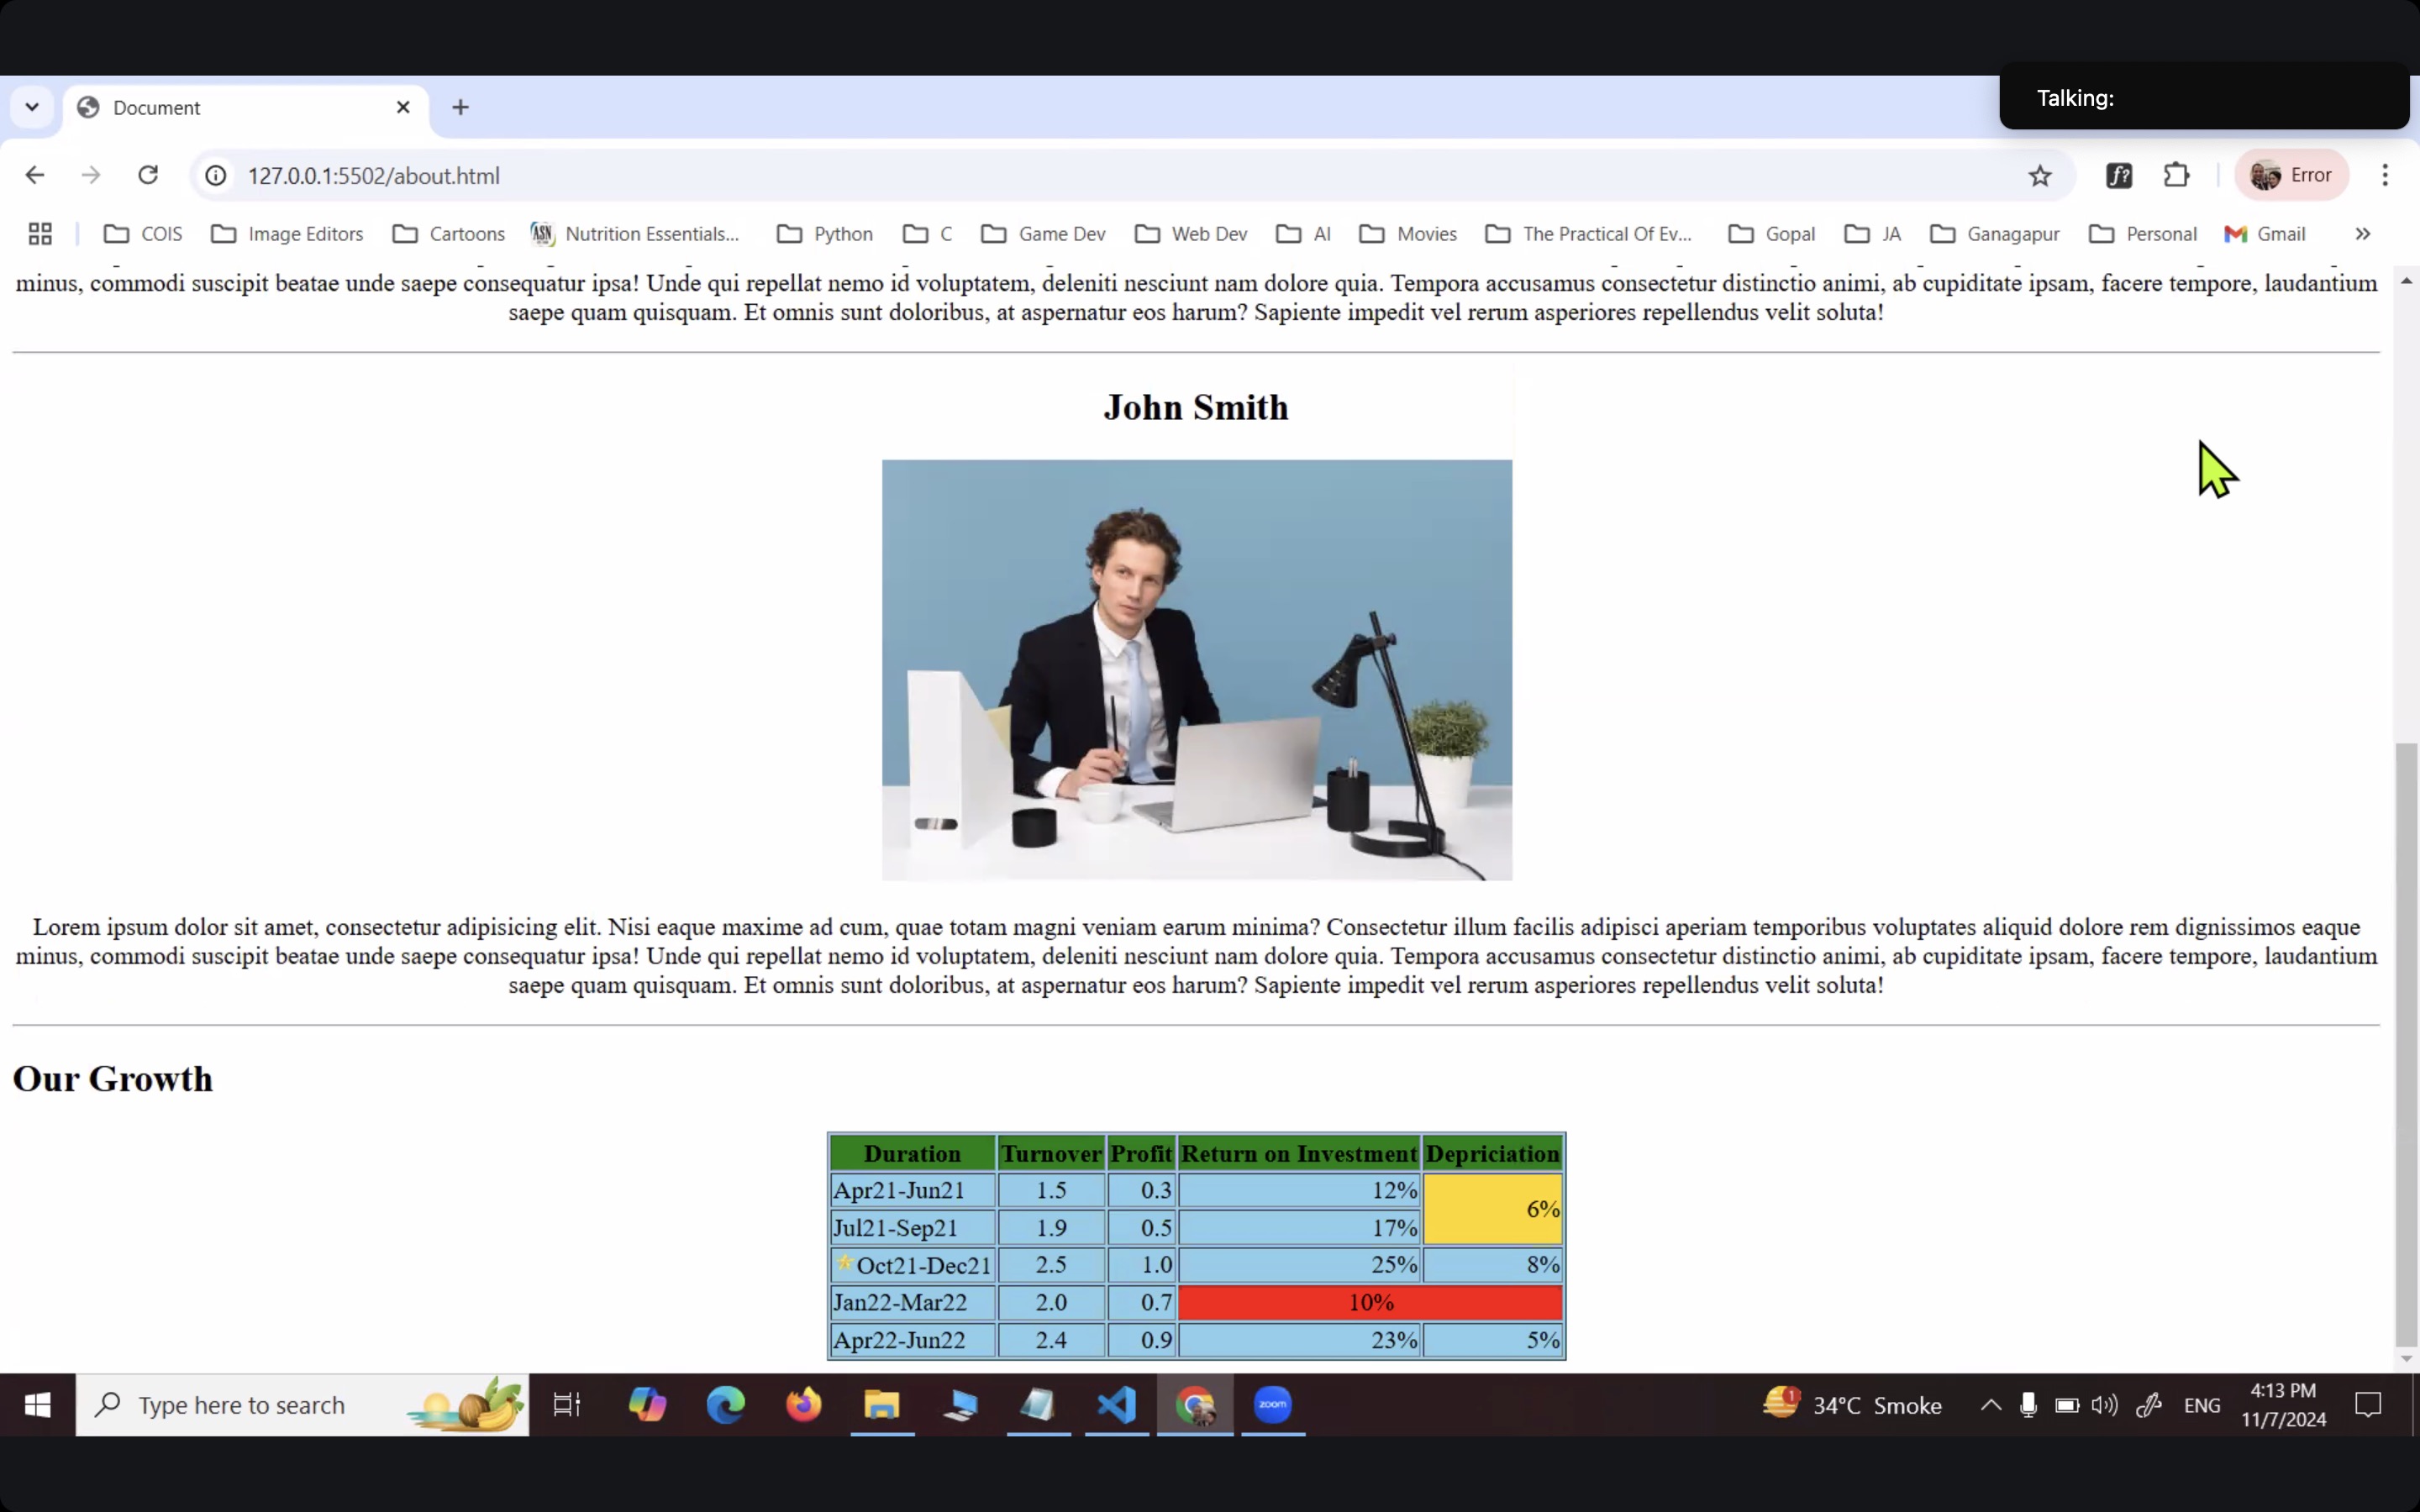 Talking:
Document
127.0.0.1:5502/about.html
f?
Error
COIS Image Editors Cartoons ASN Nutrition Essentials... Python C Game Dev Web Dev AI Movies The Practical Of Ev... Gopal JA Ganagapur Personal Gmail
minus, commodi suscipit beatae unde saepe consequatur ipsa! Unde qui repellat nemo id voluptatem, deleniti nesciunt nam dolore quia. Tempora accusamus consectetur distinctio animi, ab cupiditate ipsam, facere tempore, laudantium
saepe quam quisquam. Et omnis sunt doloribus, at aspernatur eos harum? Sapiente impedit vel rerum asperiores repellendus velit soluta!
John Smith
Lorem ipsum dolor sit amet, consectetur adipisicing elit. Nisi eaque maxime ad cum, quae totam magni veniam earum minima? Consectetur illum facilis adipisci aperiam temporibus voluptates aliquid dolore rem dignissimos eaque
minus, commodi suscipit beatae unde saepe consequatur ipsa! Unde qui repellat nemo id voluptatem, deleniti nesciunt nam dolore quia. Tempora accusamus consectetur distinctio animi, ab cupiditate ipsam, facere tempore, laudantium
saepe quam quisquam. Et omnis sunt doloribus, at aspernatur eos harum? Sapiente impedit vel rerum asperiores repellendus velit soluta!
Our Growth
Duration Turnover Profit Return on Investment Depriciation
Apr21-Jun21 1.5 0.3 12% 6%
Jul21-Sep21 1.9 0.5 17%
Oct21-Dec21 2.5 1.0 25% 8%
Jan22-Mar22 2.0 0.7 10%
Apr22-Jun22 2.4 0.9 23% 5%
Type here to search
zoom
1
34°C Smoke
ENG
4:13 PM
11/7/2024